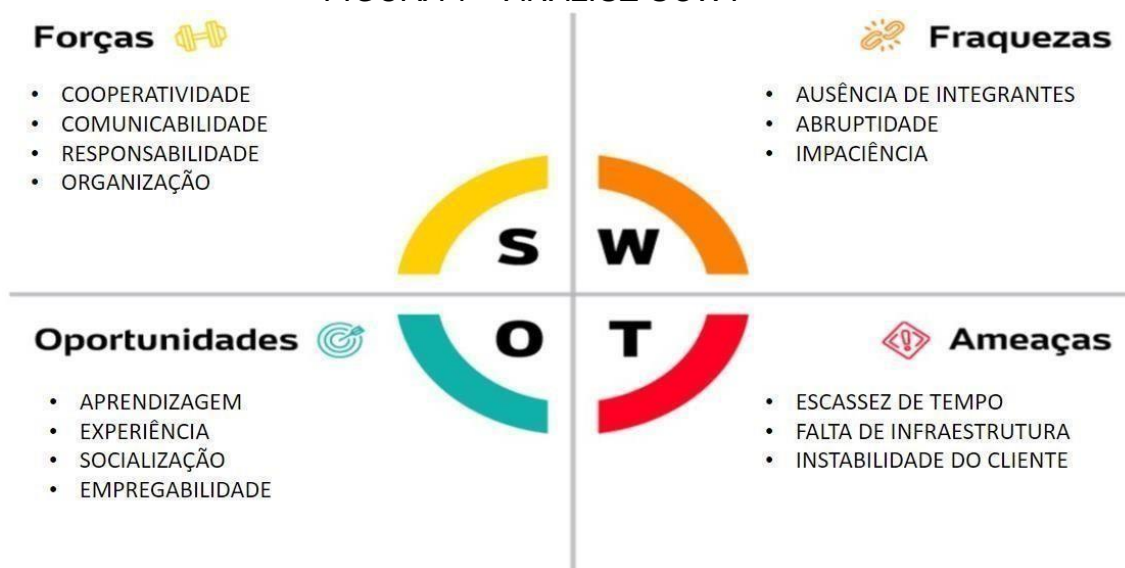 Forças
• COOPERATIVIDADE
• COMUNICABILIDADE
• RESPONSABILIDADE
• ORGANIZAÇÃO
Fraquezas
• AUSÊNCIA DE INTEGRANTES
• ABRUPTIDADE
• IMPACIÊNCIA
S W
O T
Oportunidades
• APRENDIZAGEM
• EXPERIÊNCIA
• SOCIALIZAÇÃO
• EMPREGABILIDADE
Ameaças
• ESCASSEZ DE TEMPO
• FALTA DE INFRAESTRUTURA
• INSTABILIDADE DO CLIENTE